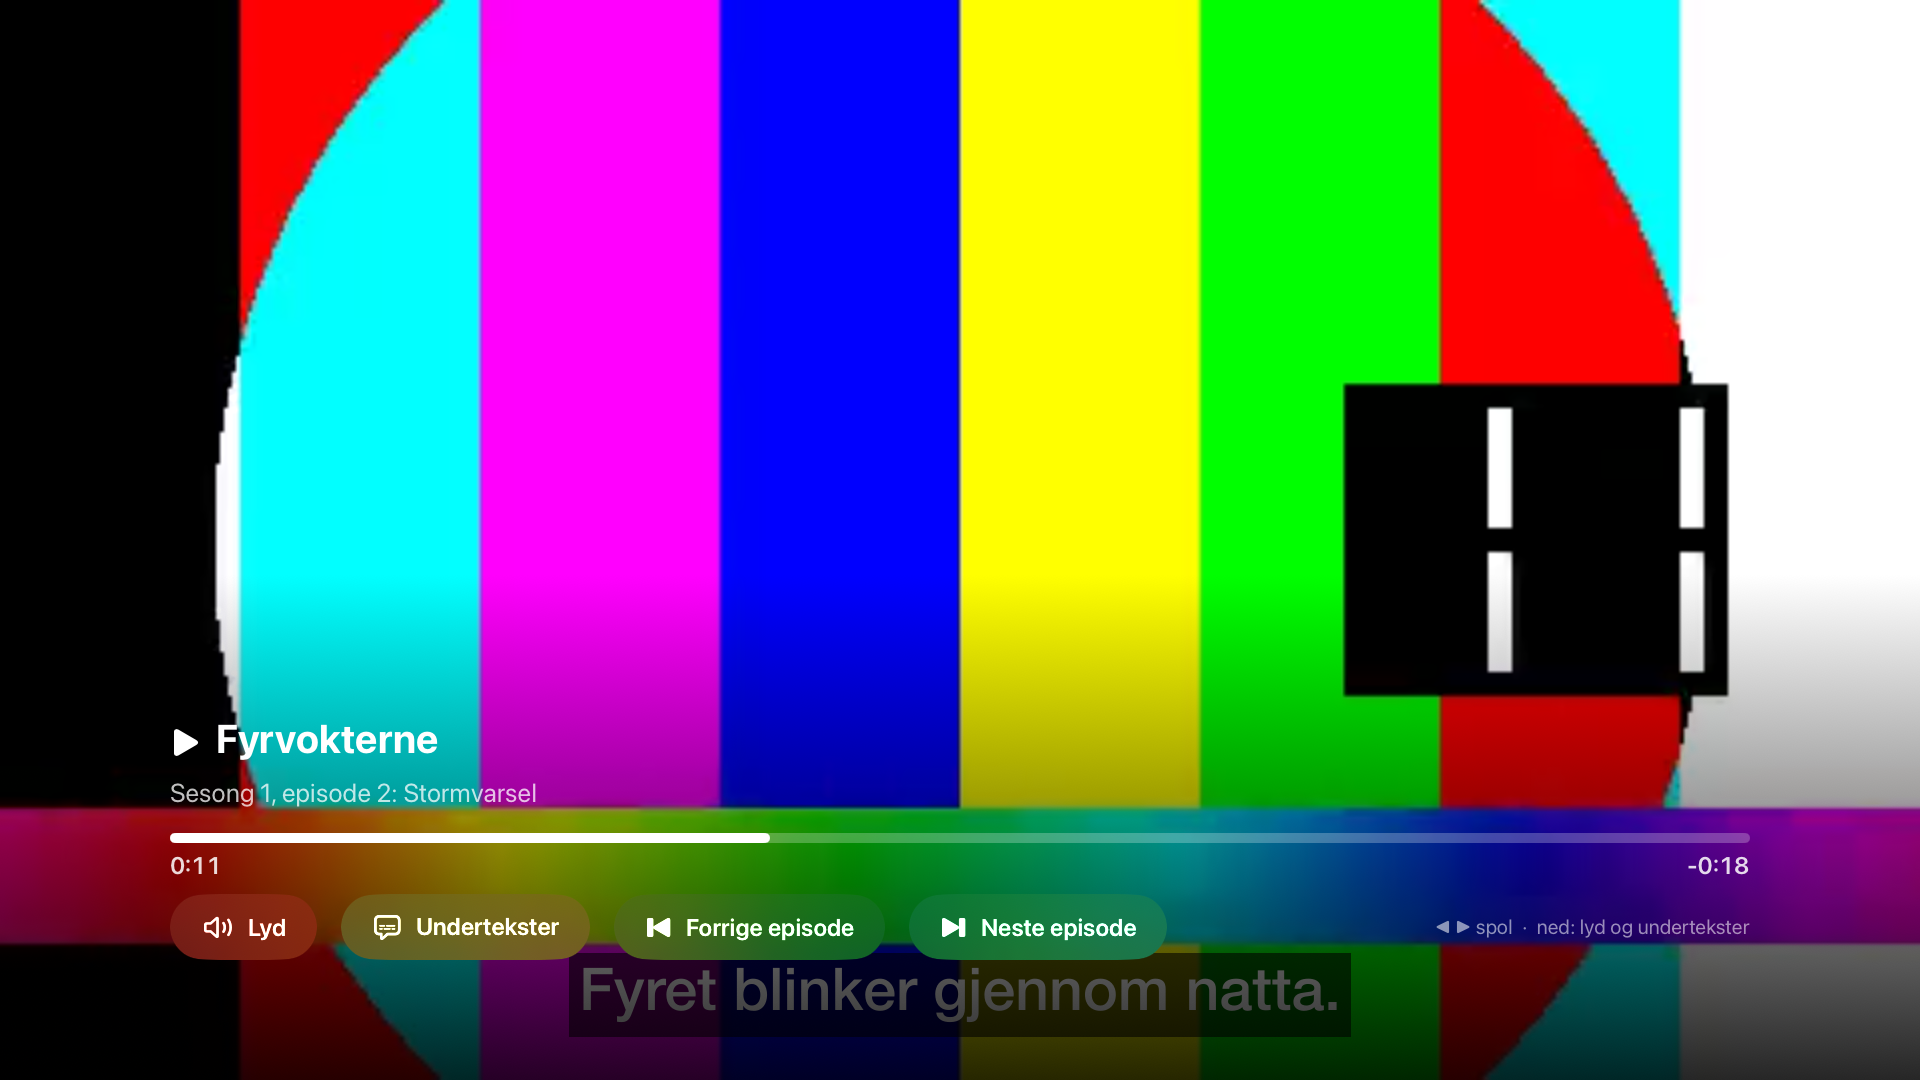 Fyrvokterne
Sesong 1, episode 2: Stormvarsel
0:11
-0:18
Lyd
Undertekster
Forrige episode
Neste episode
◀ ▶ spol · ned: lyd og undertekster
Fyret blinker gjennom natta.